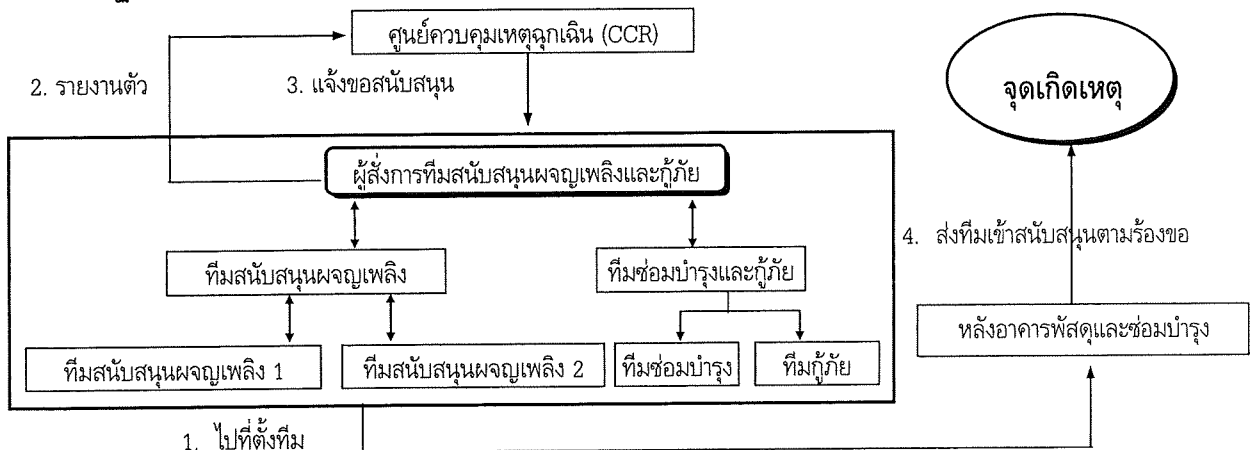 ศูนย์ควบคุมเหตุฉุกเฉิน (CCR)
2. รายงานตัว
3. แจ้งขอสนับสนุน
จุดเกิดเหตุ
ผู้สั่งการทีมสนับสนุนผจญเพลิงและกู้ภัย
4. ส่งทีมเข้าสนับสนุนตามร้องขอ
ทีมสนับสนุนผจญเพลิง
ทีมซ่อมบำรุงและกู้ภัย
หลังอาคารพัสดุและซ่อมบำรุง
ทีมสนับสนุนผจญเพลิง 1
ทีมสนับสนุนผจญเพลิง 2
ทีมซ่อมบำรุง
ทีมกู้ภัย
1. ไปที่ตั้งทีม